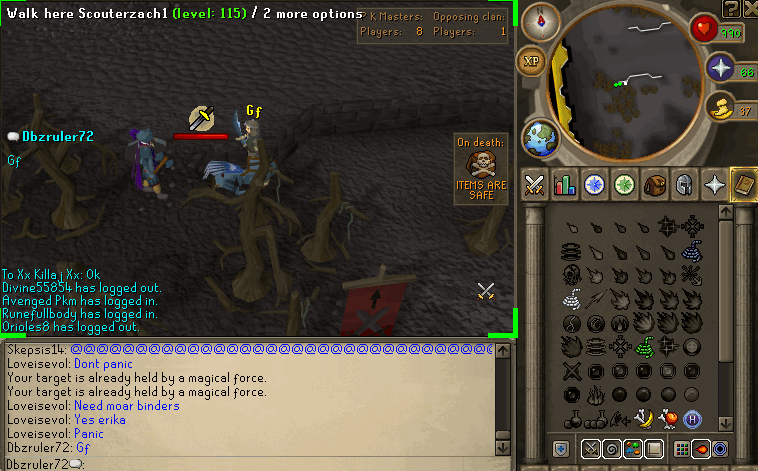 Walk here Scouterzach1 (level: 115) / 2 more options
P K Masters: Opposing clan:
Players: 8 Players: 1
990
XP
66
37
Gf
Dbzruler72
Gf
On death:
ITEMS ARE
SAFE
To Xx Killa j Xx: Ok
Divine55854 has logged out.
Avenged Pkm has logged in.
Runefullbody has logged in.
Orioles8 has logged out.
Loveisevol: Dont panic
Your target is already held by a magical force.
Your target is already held by a magical force.
Loveisevol: Need moar binders
Loveisevol: Yes erika
Loveisevol: Panic
Dbzruler72: Gf
Dbzruler72:
H